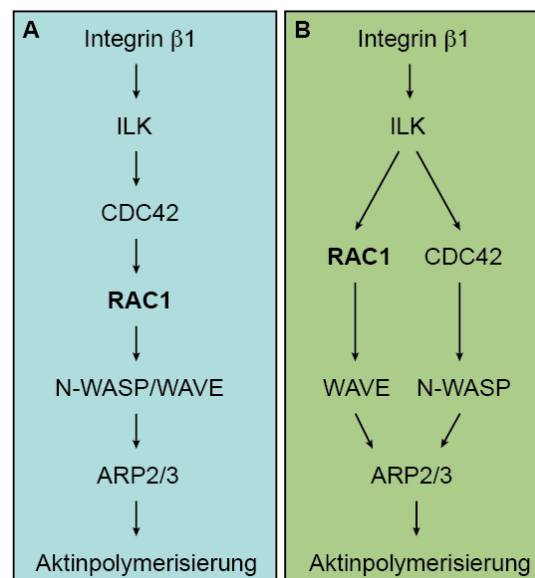 A
Integrin β1
ILK
CDC42
RAC1
N-WASP/WAVE
ARP2/3
Aktinpolymerisierung
B
Integrin β1
ILK
RAC1 CDC42
WAVE N-WASP
ARP2/3
Aktinpolymerisierung